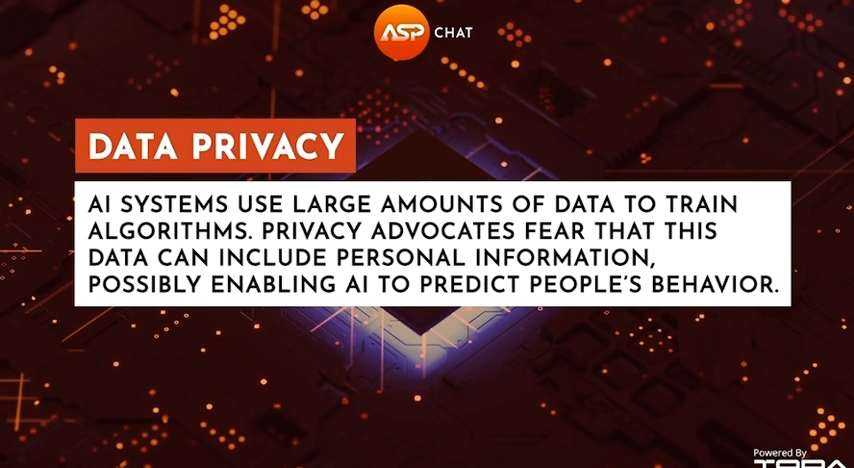 ASP CHAT
DATA PRIVACY
AI SYSTEMS USE LARGE AMOUNTS OF DATA TO TRAIN
ALGORITHMS. PRIVACY ADVOCATES FEAR THAT THIS
DATA CAN INCLUDE PERSONAL INFORMATION,
POSSIBLY ENABLING AI TO PREDICT PEOPLE'S BEHAVIOR.
Powered By